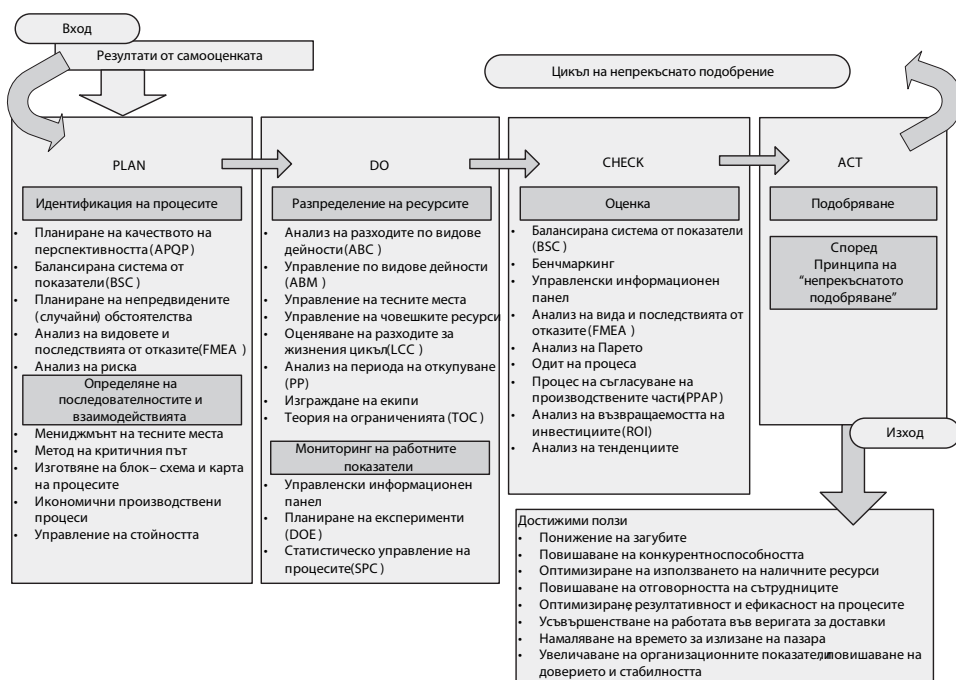 Вход
Резултати от самооценката
Цикъл на непрекъснато подобрение
PLAN
Идентификация на процесите
• Планиране на качеството на
перспективността (APQP)
• Балансирана система от
показатели (BSC)
• Планиране на непредвидените
(случайни) обстоятелства
• Анализ на видовете и
последствията от отказите(FMEA )
• Анализ на риска
Определяне на
последователностите и
взаимодействията
• Мениджмънт на тесните места
• Метод на критичния път
• Изготвяне на блок– схема и карта
на процесите
• Икономични производствени
процеси
• Управление на стойността
DO
Разпределение на ресурсите
• Анализ на разходите по видове
дейности (ABC)
• Управление по видове дейности
(ABM)
• Управление на тесните места
• Управление на човешките ресурси
• Оценяване на разходите за
жизнения цикъл(LCC )
• Анализ на периода на откупуване
(PP)
• Изграждане на екипи
• Теория на ограниченията (TOC )
Мониторинг на работните
показатели
• Управленски информационен
панел
• Планиране на експерименти
(DOE)
• Статистическо управление на
процесите(SPC )
CHECK
Оценка
• Балансирана система от показатели
(BSC)
• Бенчмаркинг
• Управленски информационен
панел
• Анализ на вида и последствията от
отказите (FMEA )
• Анализ на Парето
• Одит на процеса
• Процес на съгласуване на
производствените части(PPAP )
• Анализ на възвращаемостта на
инвестициите (ROI)
• Анализ на тенденциите
ACT
Подобряване
Според
Принципа на
"непрекъснатото
подобряване"
Изход
Достижими ползи
• Понижение на загубите
• Повишаване на конкурентноспособността
• Оптимизиране на използването на наличните ресурси
• Повишаване на отговорността на сътрудниците
• Оптимизиране, резултативност и ефикасност на процесите
• Усъвършенстване на работата във веригата за доставки
• Намаляване на времето за излизане на пазара
• Увеличаване на организационните показатели, повишаване на
доверието и стабилността